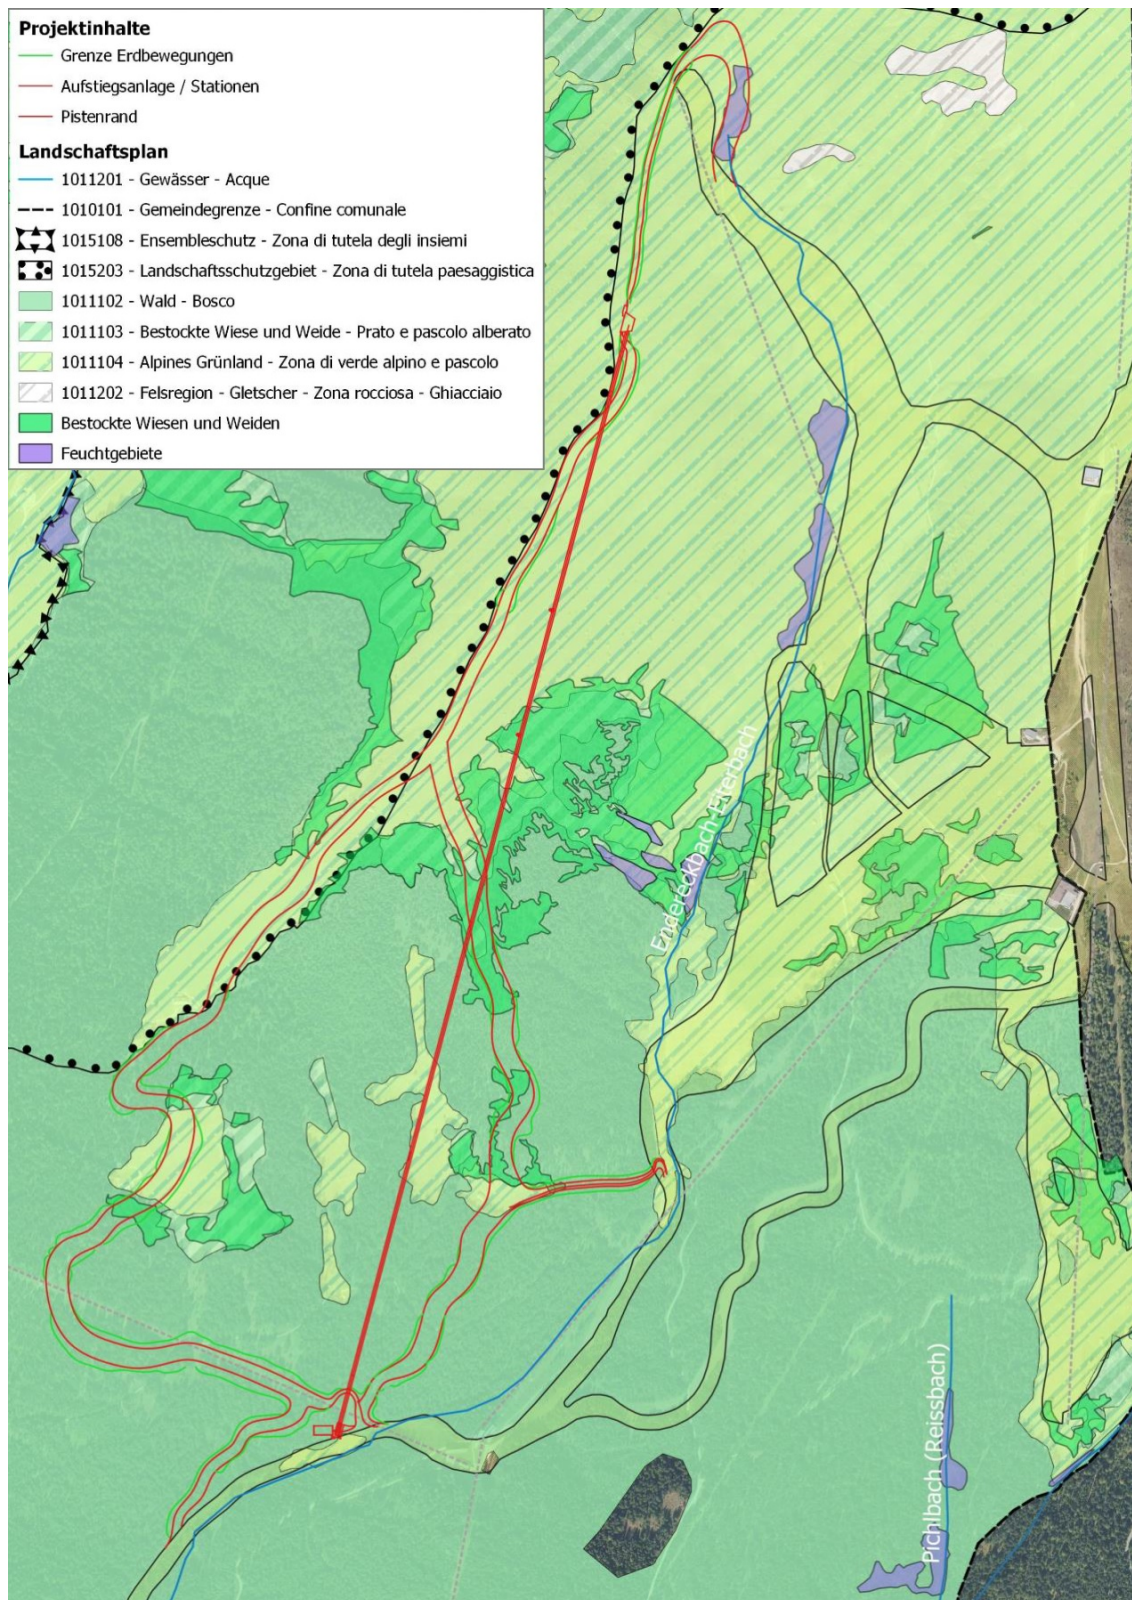 Projektinhalte
Grenze Erdbewegungen
Aufstiegsanlage / Stationen
Pistenrand
Landschaftsplan
1011201 - Gewässer - Acque
1010101 - Gemeindegrenze - Confine comunale
1015108 - Ensembleschutz - Zona di tutela degli insiemi
1015203 - Landschaftsschutzgebiet - Zona di tutela paesaggistica
1011102 - Wald - Bosco
1011103 - Bestockte Wiese und Weide - Prato e pascolo alberato
1011104 - Alpines Grünland - Zona di verde alpino e pascolo
1011202 - Felsregion - Gletscher - Zona rocciosa - Ghiacciaio
Bestockte Wiesen und Weiden
Feuchtgebiete
Endereckbach-Eiterbach
Pichlbach (Reissbach)